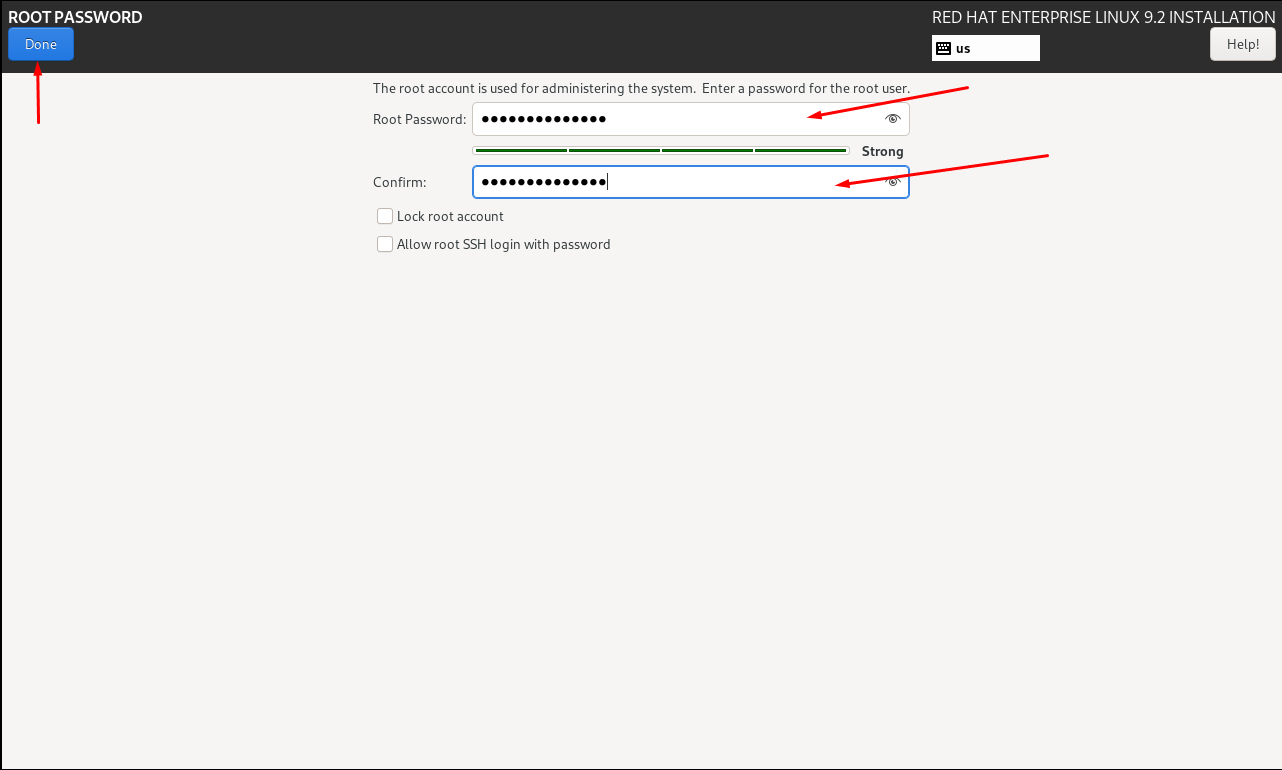 ROOT PASSWORD
RED HAT ENTERPRISE LINUX 9.2 INSTALLATION
Done
us
Help!
The root account is used for administering the system.  Enter a password for the root user.
Root Password: ●●●●●●●●●●●●●●
Strong
Confirm: ●●●●●●●●●●●●●●
Lock root account
Allow root SSH login with password